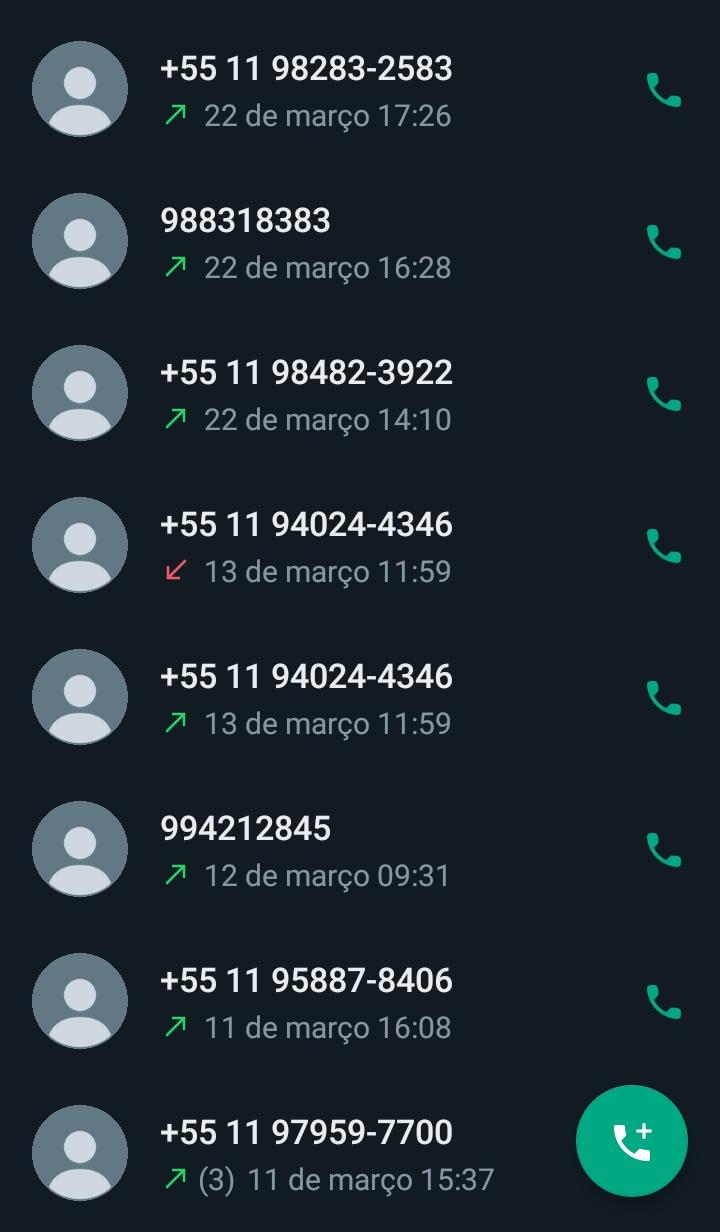 +55 11 98283-2583
22 de março 17:26
988318383
22 de março 16:28
+55 11 98482-3922
22 de março 14:10
+55 11 94024-4346
13 de março 11:59
+55 11 94024-4346
13 de março 11:59
994212845
12 de março 09:31
+55 11 95887-8406
11 de março 16:08
+55 11 97959-7700
(3) 11 de março 15:37